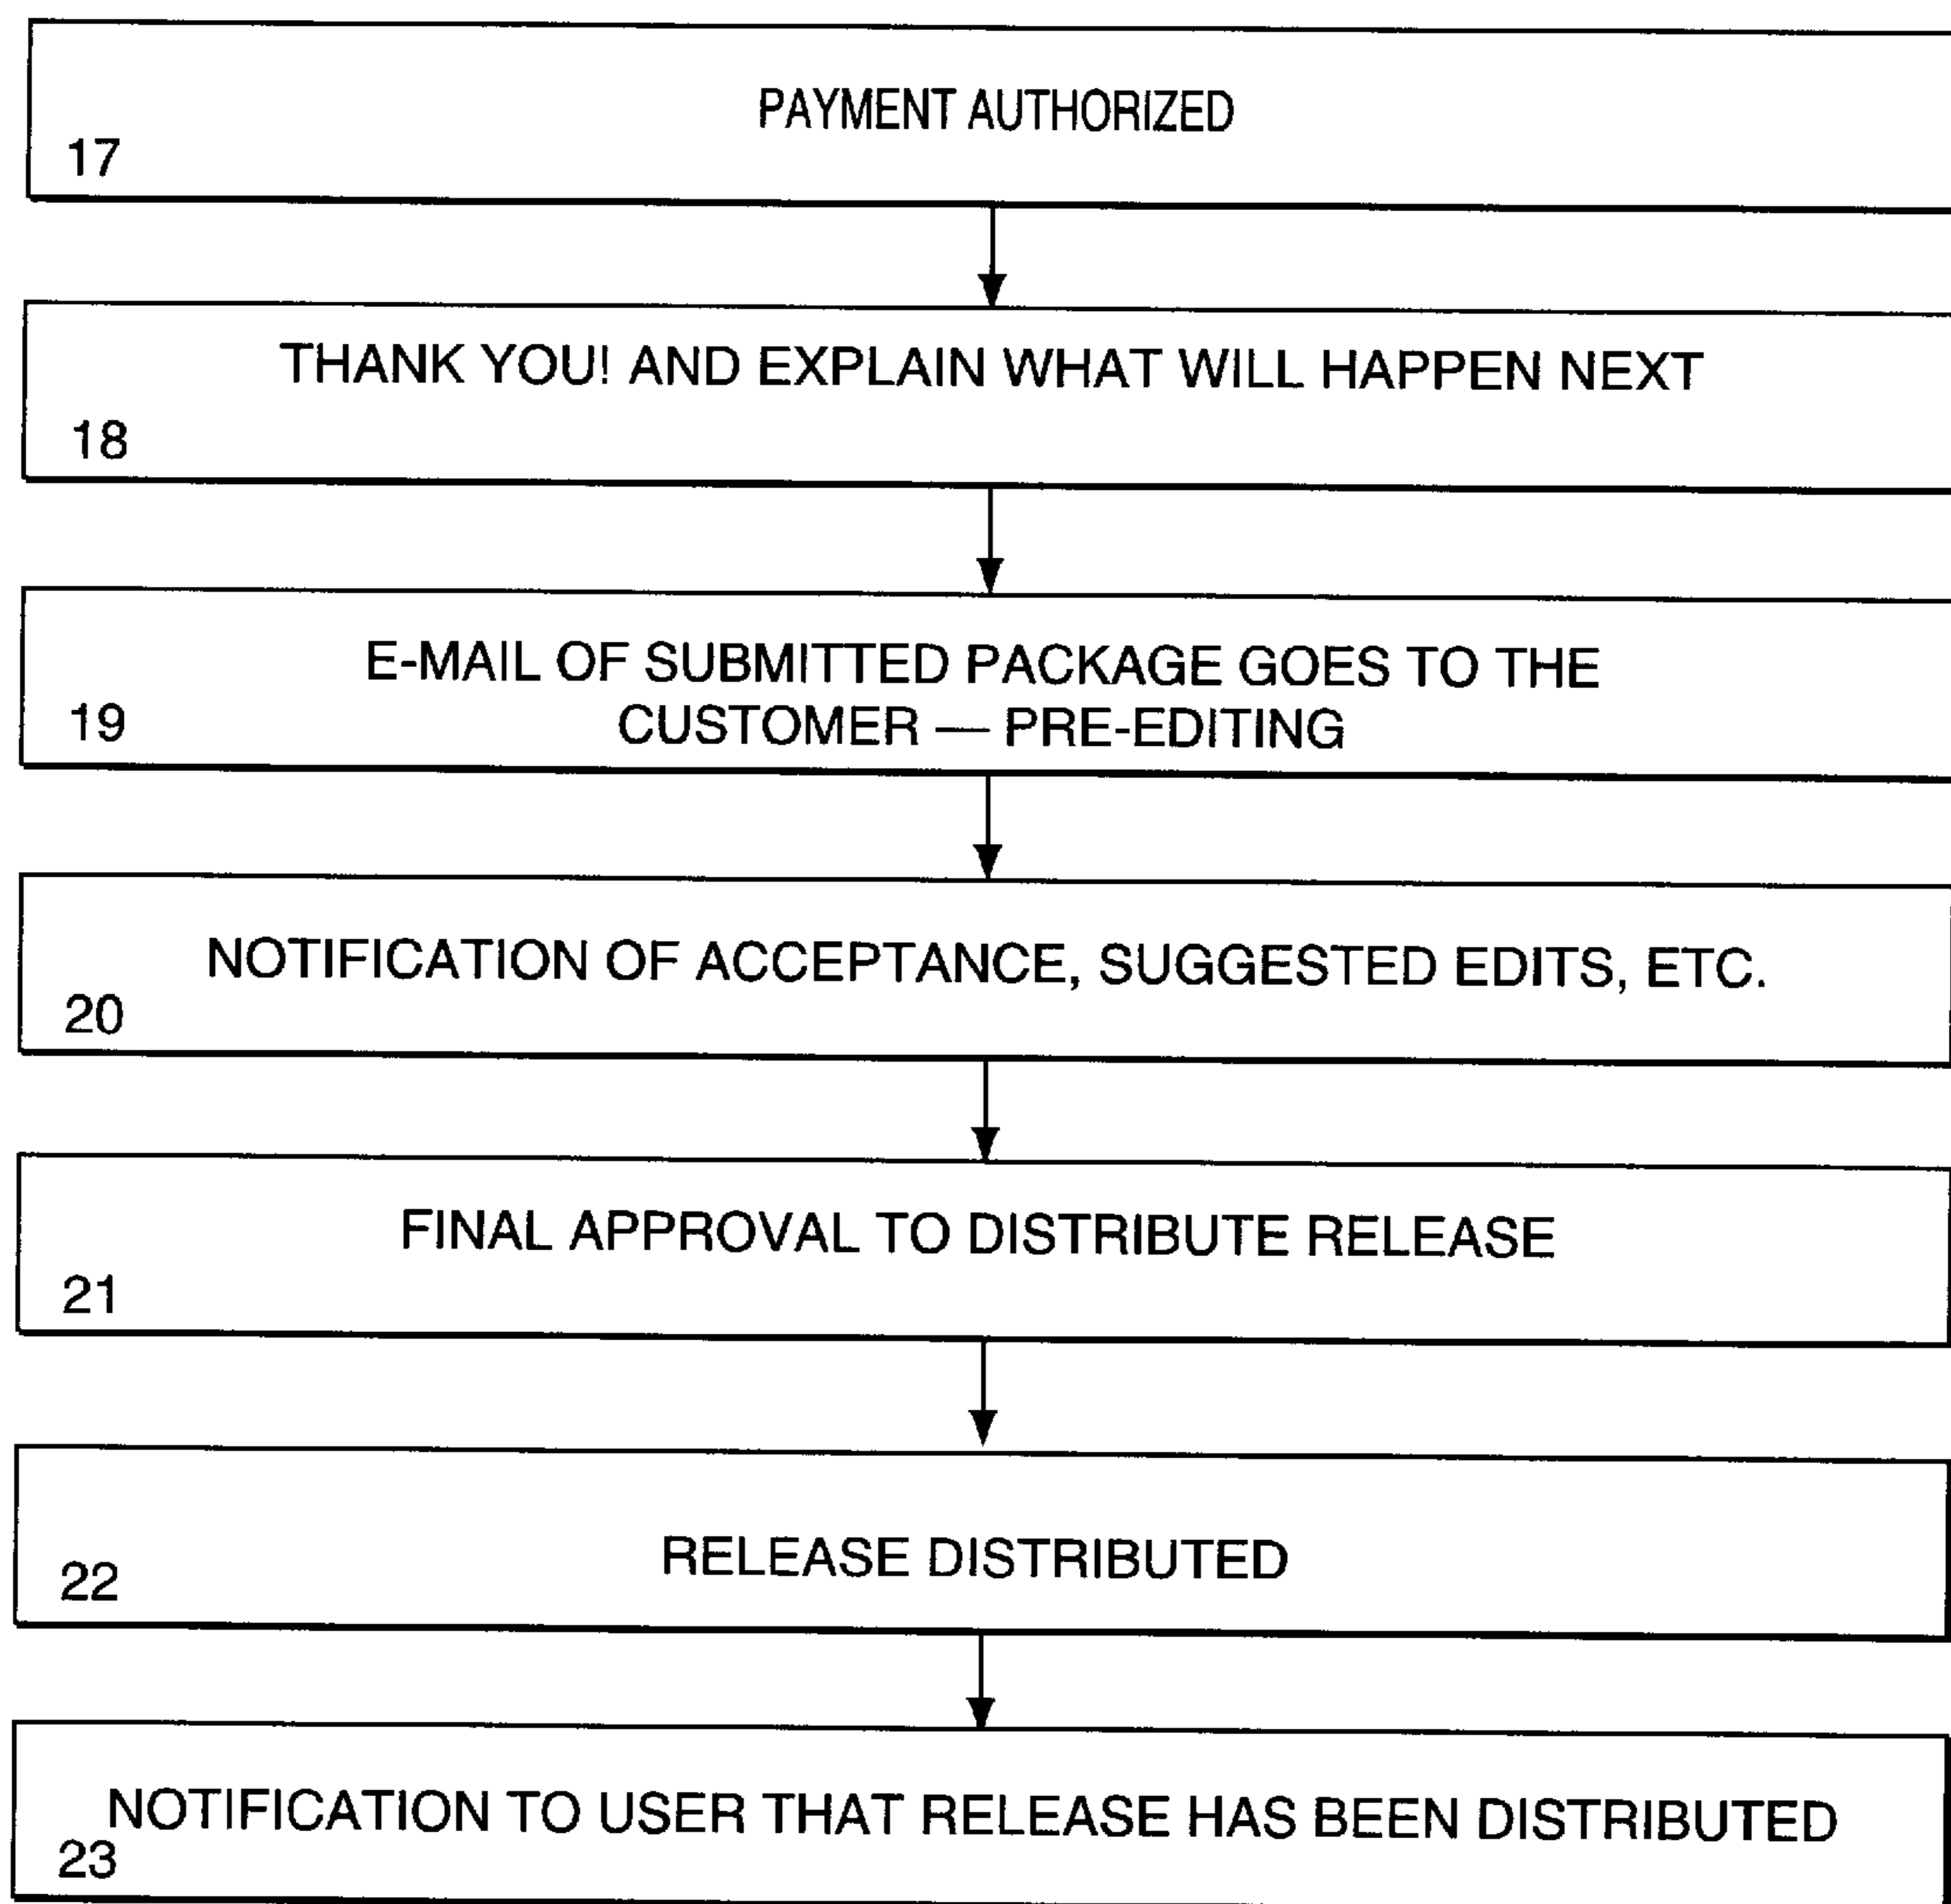 PAYMENT AUTHORIZED
17
THANK YOU! AND EXPLAIN WHAT WILL HAPPEN NEXT
18
E-MAIL OF SUBMITTED PACKAGE GOES TO THE
CUSTOMER — PRE-EDITING
19
NOTIFICATION OF ACCEPTANCE, SUGGESTED EDITS, ETC.
20
FINAL APPROVAL TO DISTRIBUTE RELEASE
21
RELEASE DISTRIBUTED
22
NOTIFICATION TO USER THAT RELEASE HAS BEEN DISTRIBUTED
23